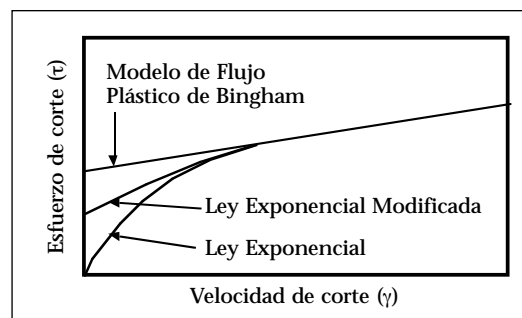 Modelo de Flujo
Plástico de Bingham
Ley Exponencial Modificada
Ley Exponencial
Esfuerzo de corte (τ)
Velocidad de corte (γ)